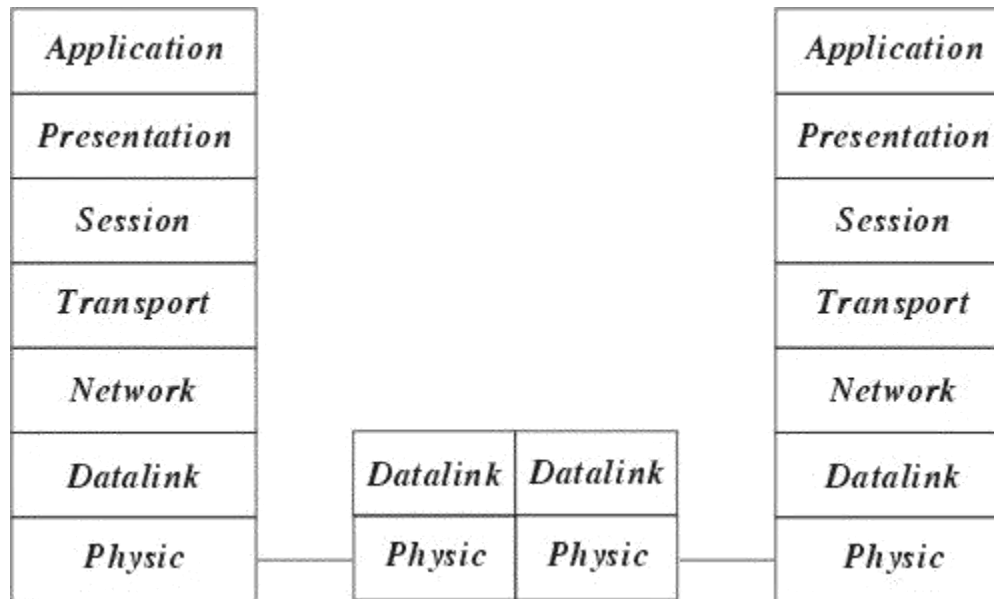 Application
Presentation
Session
Transport
Network
Datalink
Physic
Datalink Datalink
Physic Physic
Application
Presentation
Session
Transport
Network
Datalink
Physic